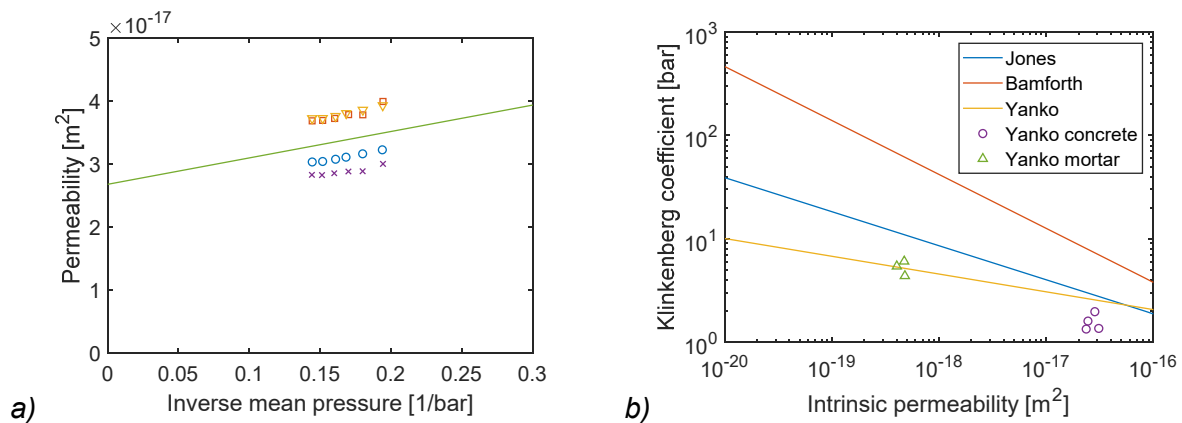 ×10⁻¹⁷
5
4
3
2
1
0
Permeability [m²]
0 0.05 0.1 0.15 0.2 0.25 0.3
Inverse mean pressure [1/bar]
a)
10³
10²
10¹
10⁰
Klinkenberg coefficient [bar]
Jones
Bamforth
Yanko
Yanko concrete
Yanko mortar
10⁻²⁰ 10⁻¹⁹ 10⁻¹⁸ 10⁻¹⁷ 10⁻¹⁶
Intrinsic permeability [m²]
b)